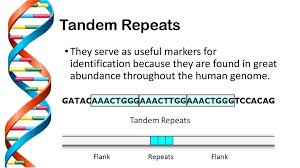 Tandem Repeats
• They serve as useful markers for
identification because they are found in great
abundance throughout the human genome.
GATACAAACTGGGAAACTTGGAAACTGGGTCCACAG
Tandem Repeats
Flank Repeats Flank